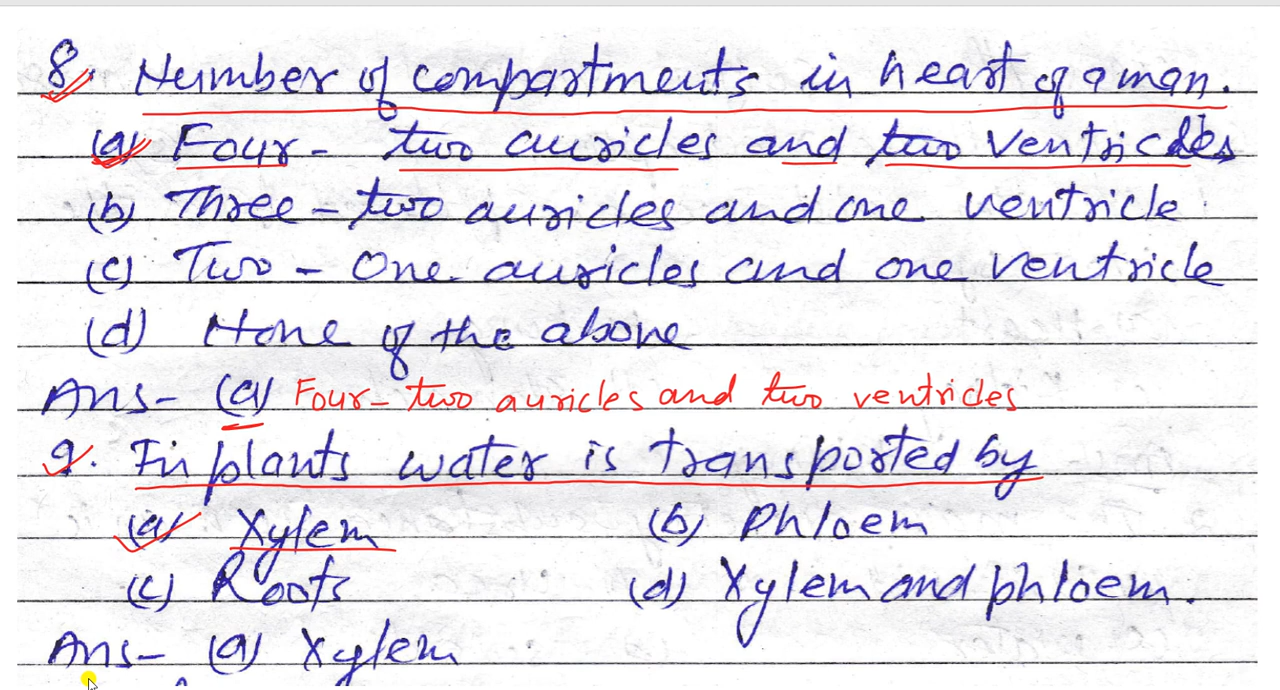 8. Number of compartments in heart of a man.
(a) Four - two auricles and two ventricles
(b) Three - two auricles and one ventricle.
(c) Two - One auricles and one ventricle
(d) None of the above
Ans- (a) Four- two auricles and two ventricles
9. In plants water is transported by
(a) Xylem (b) Phloem
(c) Roots (d) Xylem and phloem.
Ans- (a) Xylem